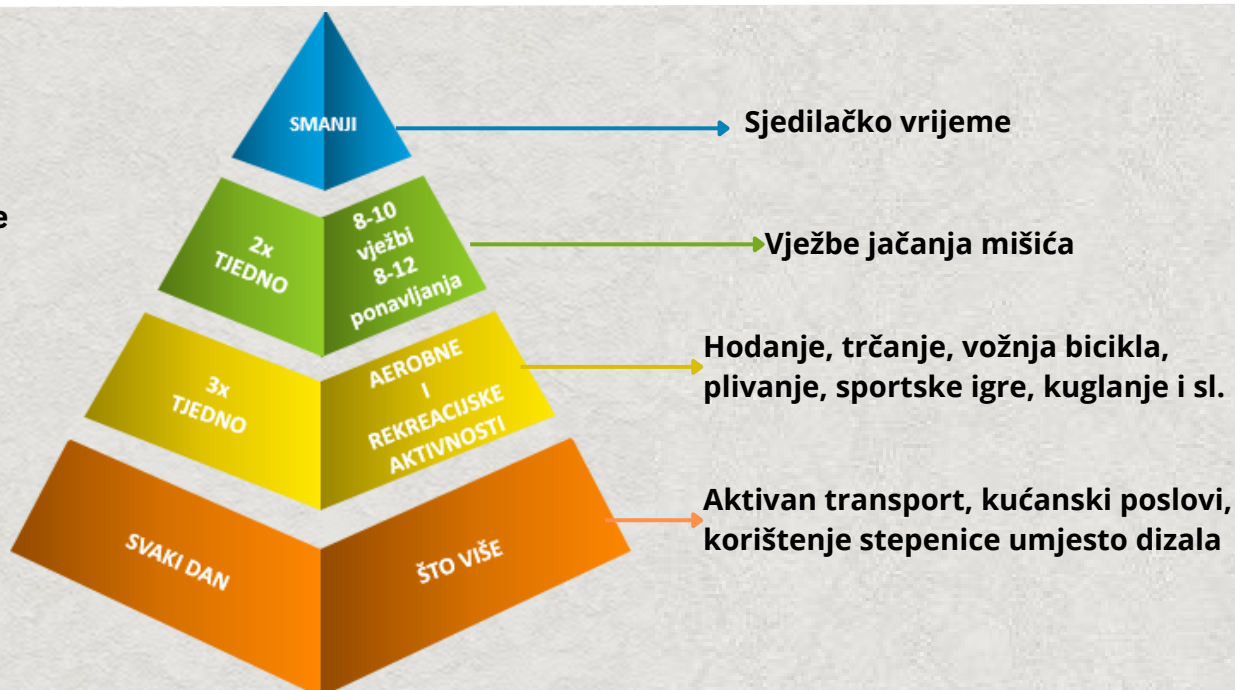 SMANJI
Sjedilačko vrijeme
e
2x
TJEDNO
8-10
vježbi
8-12
ponavljanja
Vježbe jačanja mišića
3x
TJEDNO
AEROBNE
I
REKREACIJSKE
AKTIVNOSTI
Hodanje, trčanje, vožnja bicikla,
plivanje, sportske igre, kuglanje i sl.
SVAKI DAN
ŠTO VIŠE
Aktivan transport, kućanski poslovi,
korištenje stepenice umjesto dizala